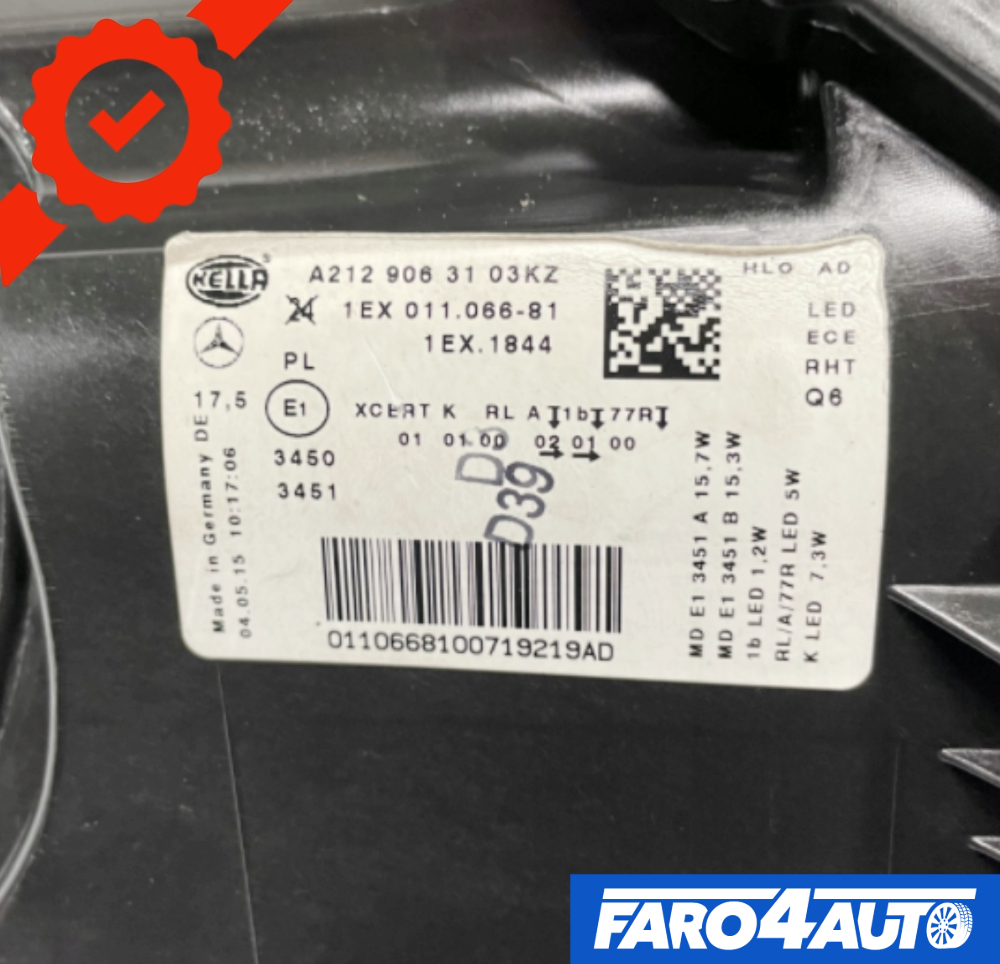 HELLA
A212 906 31 03KZ
24 1EX 011.066-81
1EX.1844
HLO AD
LED
ECE
RHT
Q6
PL
17,5
E1
XCERT K RL A 1b 77R
01 01 00 02 01 00
3450
3451
D39
Made in Germany DE
04.05.15 10:17:06
MD E1 3451 A 15,7W
MD E1 3451 B 15,3W
1b LED 1,2W
RL/A/77R LED 5W
K LED 7,3W
0110668100719219AD
FARO4AUTO